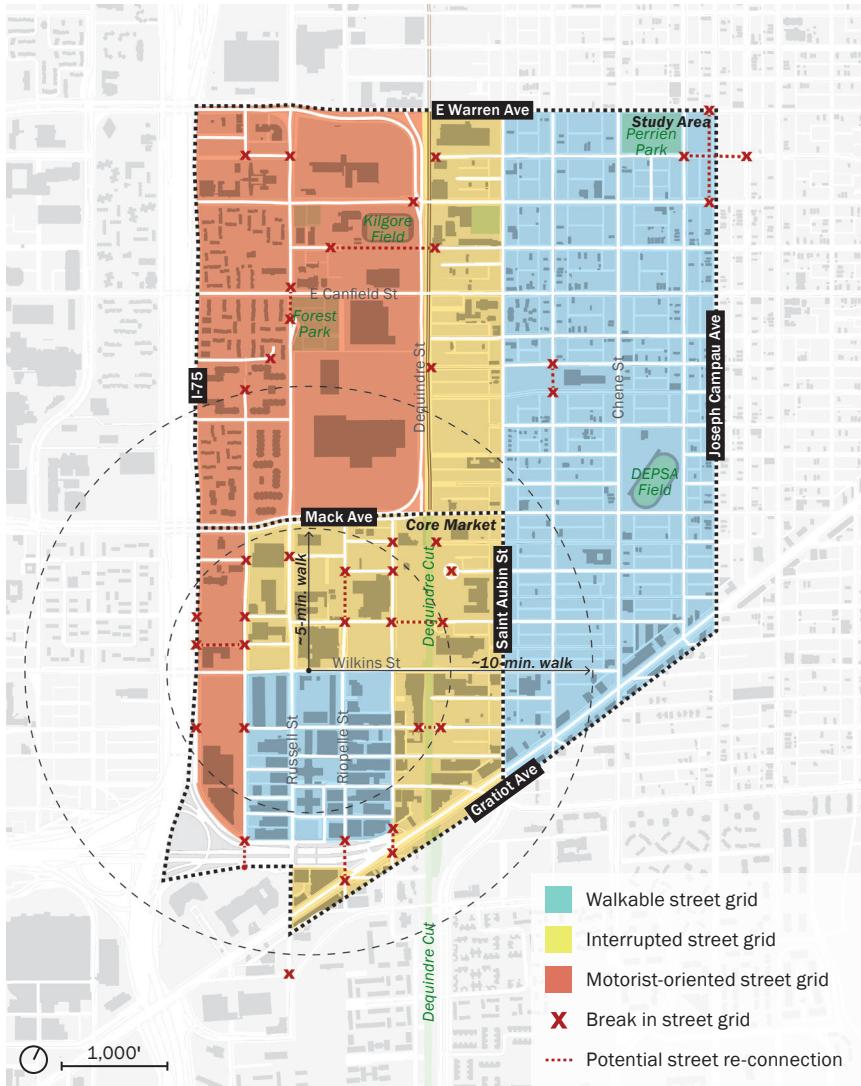 E Warren Ave
Study Area
Perrien
Park
Kilgore
Field
E Canfield St
Forest
Park
I-75
Dequindre St
Chene St
Joseph Campau Ave
DEPSA
Field
Mack Ave
Core Market
~5-min. walk
Dequindre Cut
Saint Aubin St
Wilkins St
~10-min. walk
Russell St
Riopelle St
Gratiot Ave
Dequindre Cut
Walkable street grid
Interrupted street grid
Motorist-oriented street grid
X Break in street grid
Potential street re-connection
1,000'